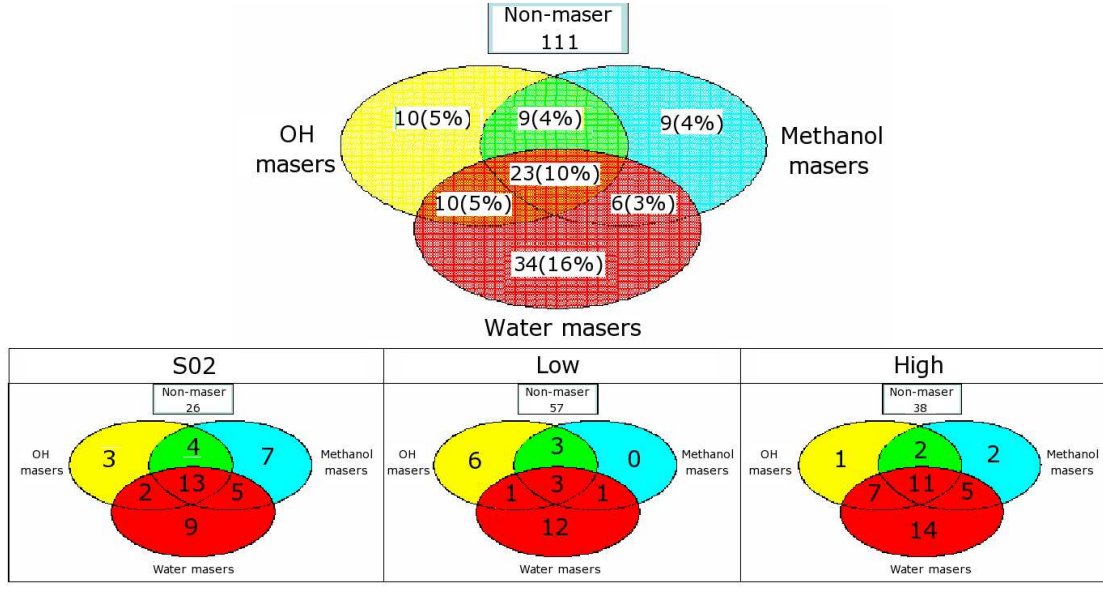 Non-maser
111
10(5%)
9(4%)
9(4%)
OH
masers
Methanol
masers
23(10%)
10(5%)
6(3%)
34(16%)
Water masers
S02
Low
High
Non-maser
26
OH
masers
3
4
7
Methanol
masers
2
13
5
9
Water masers
Non-maser
57
OH
masers
6
3
0
Methanol
masers
1
3
1
12
Water masers
Non-maser
38
OH
masers
1
2
2
Methanol
masers
7
11
5
14
Water masers